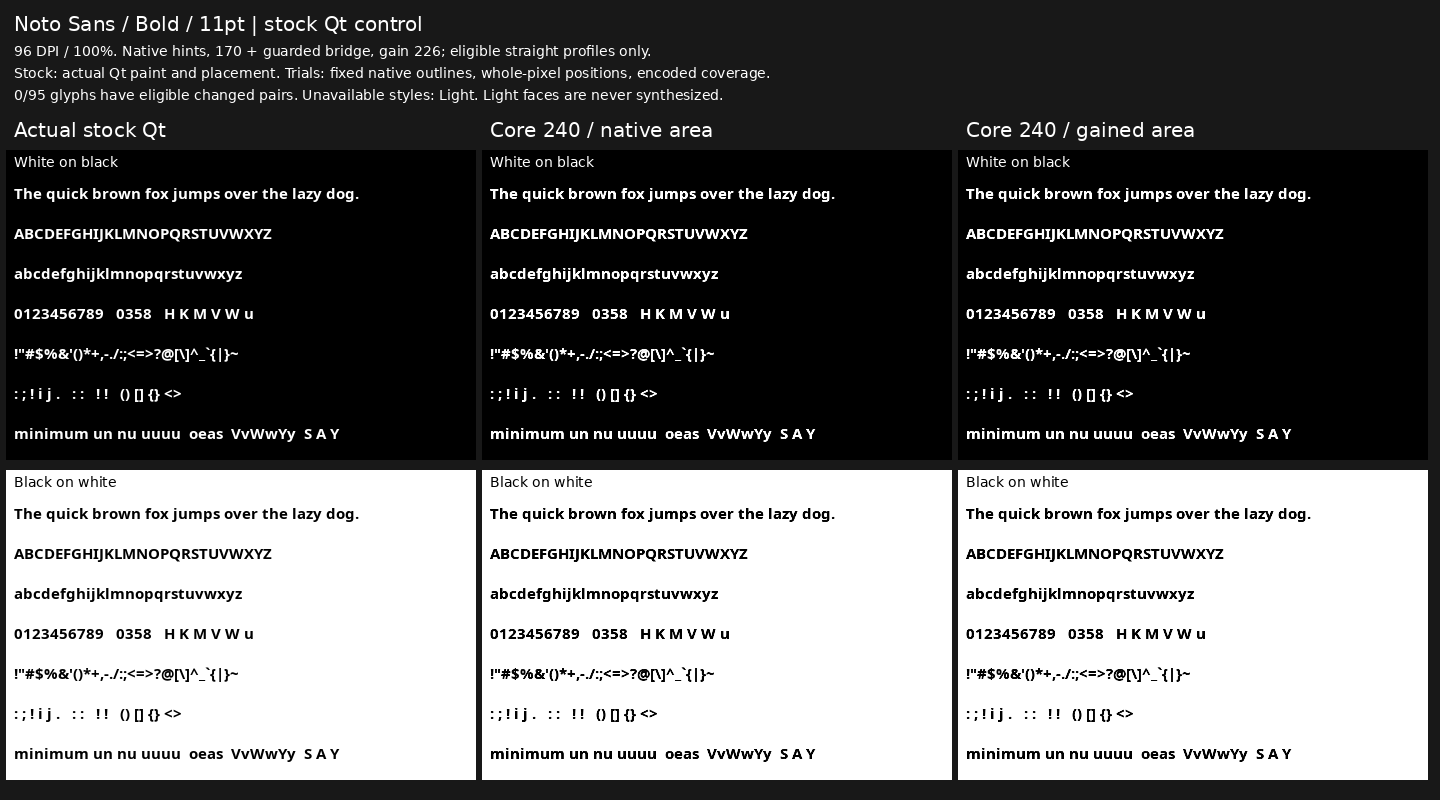 Noto Sans / Bold / 11pt | stock Qt control
96 DPI / 100%. Native hints, 170 + guarded bridge, gain 226; eligible straight profiles only.
Stock: actual Qt paint and placement. Trials: fixed native outlines, whole-pixel positions, encoded coverage.
0/95 glyphs have eligible changed pairs. Unavailable styles: Light. Light faces are never synthesized.
Actual stock Qt
White on black
The quick brown fox jumps over the lazy dog.
ABCDEFGHIJKLMNOPQRSTUVWXYZ
abcdefghijklmnopqrstuvwxyz
0123456789   0358   H K M V W u
!"#$%&'()*+,-./:;<=>?@[\]^_`{|}~
: ; ! i j .   : :   ! !   () [] {} <>
minimum un nu uuuu  oeas  VvWwYy  S A Y
Black on white
The quick brown fox jumps over the lazy dog.
ABCDEFGHIJKLMNOPQRSTUVWXYZ
abcdefghijklmnopqrstuvwxyz
0123456789   0358   H K M V W u
!"#$%&'()*+,-./:;<=>?@[\]^_`{|}~
: ; ! i j .   : :   ! !   () [] {} <>
minimum un nu uuuu  oeas  VvWwYy  S A Y
Core 240 / native area
White on black
The quick brown fox jumps over the lazy dog.
ABCDEFGHIJKLMNOPQRSTUVWXYZ
abcdefghijklmnopqrstuvwxyz
0123456789   0358   H K M V W u
!"#$%&'()*+,-./:;<=>?@[\]^_`{|}~
: ; ! i j .   : :   ! !   () [] {} <>
minimum un nu uuuu  oeas  VvWwYy  S A Y
Black on white
The quick brown fox jumps over the lazy dog.
ABCDEFGHIJKLMNOPQRSTUVWXYZ
abcdefghijklmnopqrstuvwxyz
0123456789   0358   H K M V W u
!"#$%&'()*+,-./:;<=>?@[\]^_`{|}~
: ; ! i j .   : :   ! !   () [] {} <>
minimum un nu uuuu  oeas  VvWwYy  S A Y
Core 240 / gained area
White on black
The quick brown fox jumps over the lazy dog.
ABCDEFGHIJKLMNOPQRSTUVWXYZ
abcdefghijklmnopqrstuvwxyz
0123456789   0358   H K M V W u
!"#$%&'()*+,-./:;<=>?@[\]^_`{|}~
: ; ! i j .   : :   ! !   () [] {} <>
minimum un nu uuuu  oeas  VvWwYy  S A Y
Black on white
The quick brown fox jumps over the lazy dog.
ABCDEFGHIJKLMNOPQRSTUVWXYZ
abcdefghijklmnopqrstuvwxyz
0123456789   0358   H K M V W u
!"#$%&'()*+,-./:;<=>?@[\]^_`{|}~
: ; ! i j .   : :   ! !   () [] {} <>
minimum un nu uuuu  oeas  VvWwYy  S A Y